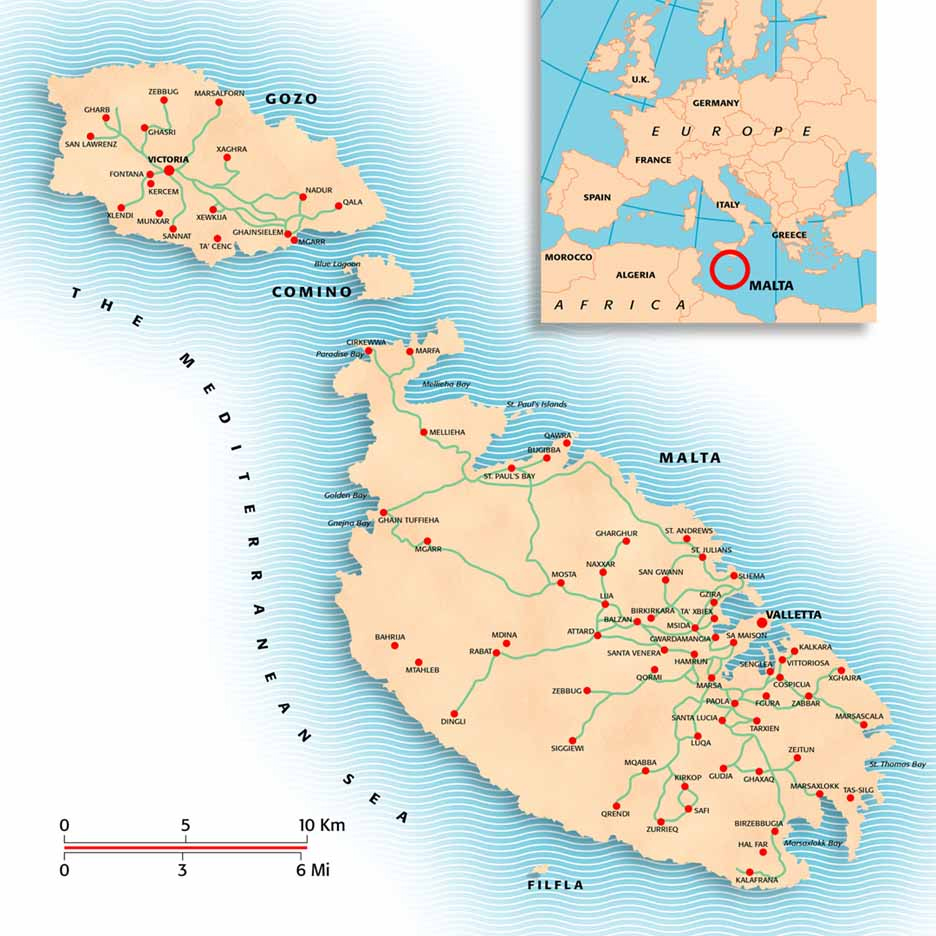 GOZO
ZEBBUG
MARSALFORN
GHARB
GHASRI
SAN LAWRENZ
VICTORIA
XAGHRA
FONTANA
KERCEM
NADUR
QALA
XLENDI
MUNXAR
XEWKIJA
SANNAT
GHAJNSIELEM
TA' CENC
MGARR
Blue Lagoon
COMINO
U.K.
GERMANY
EUROPE
FRANCE
SPAIN
ITALY
GREECE
MOROCCO
ALGERIA
MALTA
AFRICA
THE MEDITERRANEAN SEA
CIRKEWWA
Paradise Bay
MARFA
Mellieha Bay
St. Paul's Islands
MELLIEHA
QAWRA
BUGIBBA
MALTA
ST. PAUL'S BAY
Golden Bay
Gnejna Bay
GHAIN TUFFIEHA
MGARR
GHARGHUR
ST. ANDREWS
ST. JULIANS
NAXXAR
SAN GWANN
SLIEMA
MOSTA
LIJA
GZIRA
BIRKIRKARA
TA' XBIEX
VALLETTA
BALZAN
MSIDA
ATTARD
GWARDAMANGIA
SA MAISON
BAHRIJA
MDINA
RABAT
SANTA VENERA
HAMRUN
KALKARA
SENGLEA
VITTORIOSA
MTAHLEB
QORMI
MARSA
COSPICUA
XGHAJRA
ZEBBUG
PAOLA
FGURA
ZABBAR
DINGLI
SANTA LUCIA
TARXIEN
MARSASCALA
SIGGIEWI
LUQA
ZEJTUN
St. Thomas Bay
MQABBA
KIRKOP
GUDJA
GHAXAQ
MARSAXLOKK
TAS-SILG
QRENDI
SAFI
ZURRIEQ
BIRZEBBUGIA
HAL FAR
Marsaxlokk Bay
KALAFRANA
FILFLA
0 5 10 Km
0 3 6 Mi